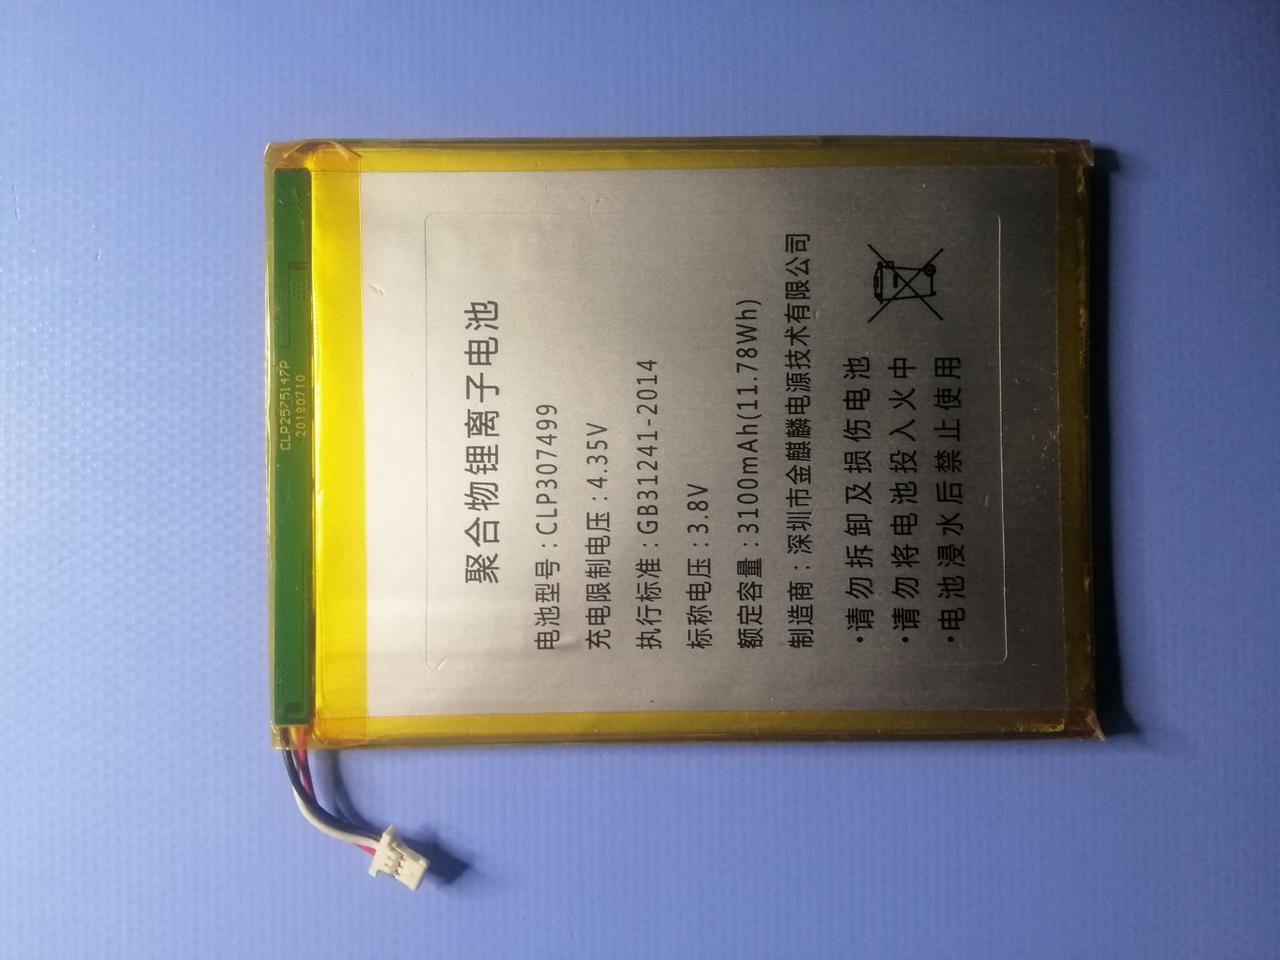 CLP2575147P
20190710
聚合物锂离子电池
电池型号:CLP307499
充电限制电压:4.35V
执行标准:GB31241-2014
标称电压:3.8V
额定容量:3100mAh(11.78Wh)
制造商:深圳市金麒麟电源技术有限公司
·请勿拆卸及损伤电池
·请勿将电池投入火中
·电池浸水后禁止使用